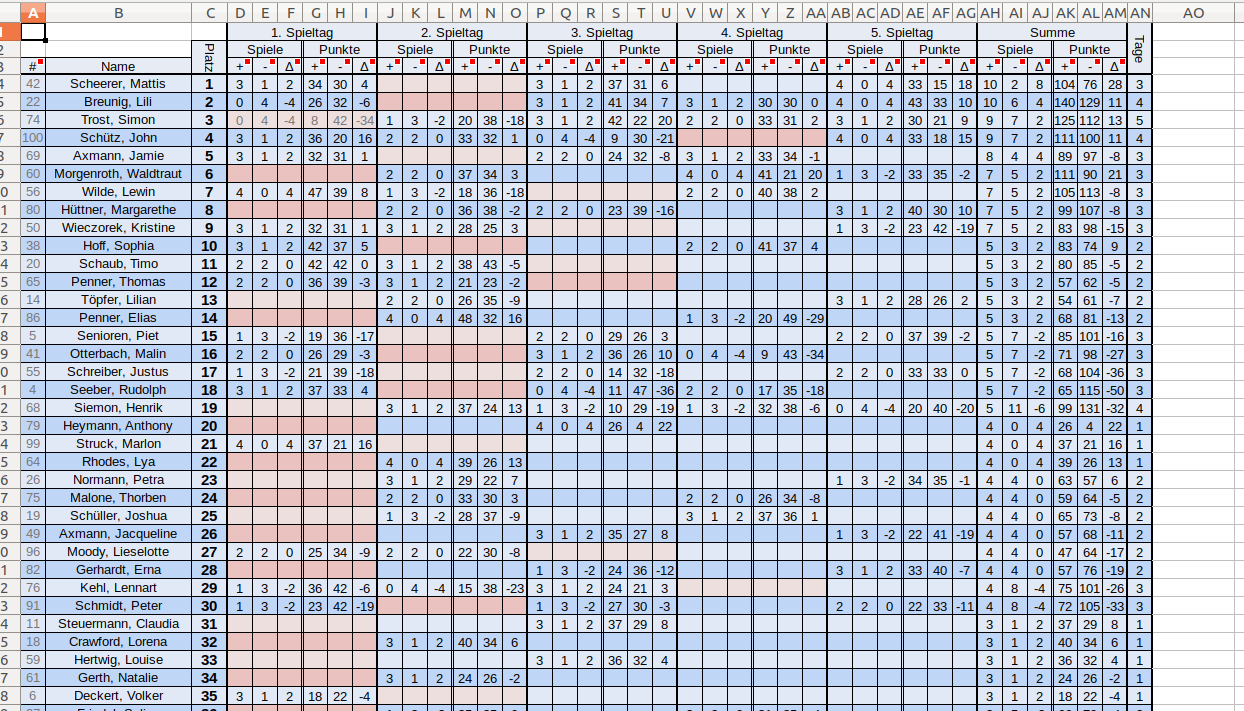 A B C D E F G H I J K L M N O P Q R S T U V W X Y Z AA AB AC AD AE AF AG AH AI AJ AK AL AM AN AO
1. Spieltag 2. Spieltag 3. Spieltag 4. Spieltag 5. Spieltag Summe
Platz Spiele Punkte Spiele Punkte Spiele Punkte Spiele Punkte Spiele Punkte Spiele Punkte Tage
# Name + - Δ + - Δ + - Δ + - Δ + - Δ + - Δ + - Δ + - Δ + - Δ + - Δ + - Δ + - Δ
42 Scheerer, Mattis 1 3 1 2 34 30 4 3 1 2 37 31 6 4 0 4 33 15 18 10 2 8 104 76 28 3
22 Breunig, Lili 2 0 4 -4 26 32 -6 3 1 2 41 34 7 3 1 2 30 30 0 4 0 4 43 33 10 10 6 4 140 129 11 4
74 Trost, Simon 3 0 4 -4 8 42 -34 1 3 -2 20 38 -18 3 1 2 42 22 20 2 2 0 33 31 2 3 1 2 30 21 9 9 7 2 125 112 13 5
100 Schütz, John 4 3 1 2 36 20 16 2 2 0 33 32 1 0 4 -4 9 30 -21 4 0 4 33 18 15 9 7 2 111 100 11 4
69 Axmann, Jamie 5 3 1 2 32 31 1 2 2 0 24 32 -8 3 1 2 33 34 -1 8 4 4 89 97 -8 3
60 Morgenroth, Waldtraut 6 2 2 0 37 34 3 4 0 4 41 21 20 1 3 -2 33 35 -2 7 5 2 111 90 21 3
56 Wilde, Lewin 7 4 0 4 47 39 8 1 3 -2 18 36 -18 2 2 0 40 38 2 7 5 2 105 113 -8 3
80 Hüttner, Margarethe 8 2 2 0 36 38 -2 2 2 0 23 39 -16 3 1 2 40 30 10 7 5 2 99 107 -8 3
50 Wieczorek, Kristine 9 3 1 2 32 31 1 3 1 2 28 25 3 1 3 -2 23 42 -19 7 5 2 83 98 -15 3
38 Hoff, Sophia 10 3 1 2 42 37 5 2 2 0 41 37 4 5 3 2 83 74 9 2
20 Schaub, Timo 11 2 2 0 42 42 0 3 1 2 38 43 -5 5 3 2 80 85 -5 2
65 Penner, Thomas 12 2 2 0 36 39 -3 3 1 2 21 23 -2 5 3 2 57 62 -5 2
14 Töpfer, Lilian 13 2 2 0 26 35 -9 3 1 2 28 26 2 5 3 2 54 61 -7 2
86 Penner, Elias 14 4 0 4 48 32 16 1 3 -2 20 49 -29 5 3 2 68 81 -13 2
5 Senioren, Piet 15 1 3 -2 19 36 -17 2 2 0 29 26 3 2 2 0 37 39 -2 5 7 -2 85 101 -16 3
41 Otterbach, Malin 16 2 2 0 26 29 -3 3 1 2 36 26 10 0 4 -4 9 43 -34 5 7 -2 71 98 -27 3
55 Schreiber, Justus 17 1 3 -2 21 39 -18 2 2 0 14 32 -18 2 2 0 33 33 0 5 7 -2 68 104 -36 3
4 Seeber, Rudolph 18 3 1 2 37 33 4 0 4 -4 11 47 -36 2 2 0 17 35 -18 5 7 -2 65 115 -50 3
68 Siemon, Henrik 19 3 1 2 37 24 13 1 3 -2 10 29 -19 1 3 -2 32 38 -6 0 4 -4 20 40 -20 5 11 -6 99 131 -32 4
79 Heymann, Anthony 20 4 0 4 26 4 22 4 0 4 26 4 22 1
99 Struck, Marlon 21 4 0 4 37 21 16 4 0 4 37 21 16 1
64 Rhodes, Lya 22 4 0 4 39 26 13 4 0 4 39 26 13 1
26 Normann, Petra 23 3 1 2 29 22 7 1 3 -2 34 35 -1 4 4 0 63 57 6 2
75 Malone, Thorben 24 2 2 0 33 30 3 2 2 0 26 34 -8 4 4 0 59 64 -5 2
19 Schüller, Joshua 25 1 3 -2 28 37 -9 3 1 2 37 36 1 4 4 0 65 73 -8 2
49 Axmann, Jacqueline 26 3 1 2 35 27 8 1 3 -2 22 41 -19 4 4 0 57 68 -11 2
96 Moody, Lieselotte 27 2 2 0 25 34 -9 2 2 0 22 30 -8 4 4 0 47 64 -17 2
82 Gerhardt, Erna 28 1 3 -2 24 36 -12 3 1 2 33 40 -7 4 4 0 57 76 -19 2
76 Kehl, Lennart 29 1 3 -2 36 42 -6 0 4 -4 15 38 -23 3 1 2 24 21 3 4 8 -4 75 101 -26 3
91 Schmidt, Peter 30 1 3 -2 23 42 -19 1 3 -2 27 30 -3 2 2 0 22 33 -11 4 8 -4 72 105 -33 3
11 Steuermann, Claudia 31 3 1 2 37 29 8 3 1 2 37 29 8 1
18 Crawford, Lorena 32 3 1 2 40 34 6 3 1 2 40 34 6 1
59 Hertwig, Louise 33 3 1 2 36 32 4 3 1 2 36 32 4 1
61 Gerth, Natalie 34 3 1 2 24 26 -2 3 1 2 24 26 -2 1
6 Deckert, Volker 35 3 1 2 18 22 -4 3 1 2 18 22 -4 1